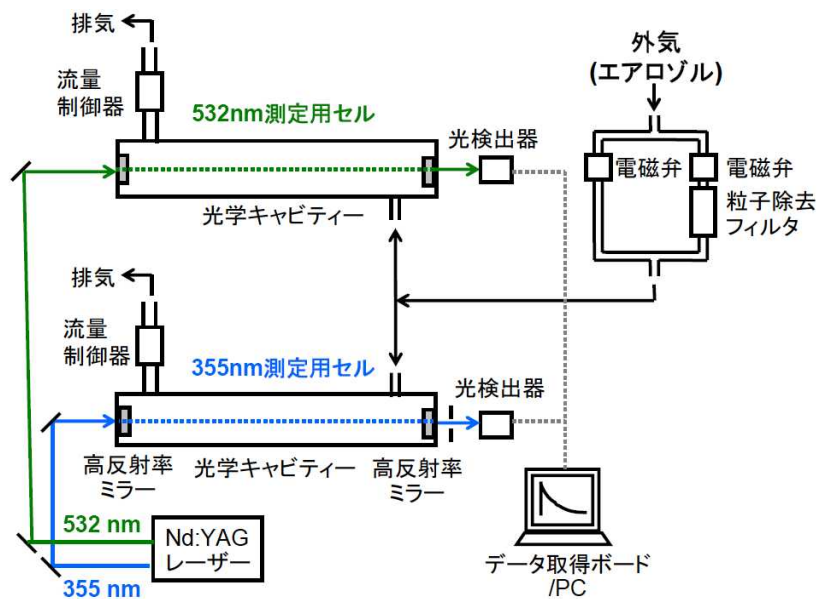 排気
流量
制御器
532nm測定用セル
光検出器
外気
(エアロゾル)
電磁弁
電磁弁
粒子除去
フィルタ
光学キャビティー
排気
流量
制御器
355nm測定用セル
光検出器
高反射率
ミラー
光学キャビティー
高反射率
ミラー
532 nm
Nd:YAG
レーザー
355 nm
データ取得ボード
/PC